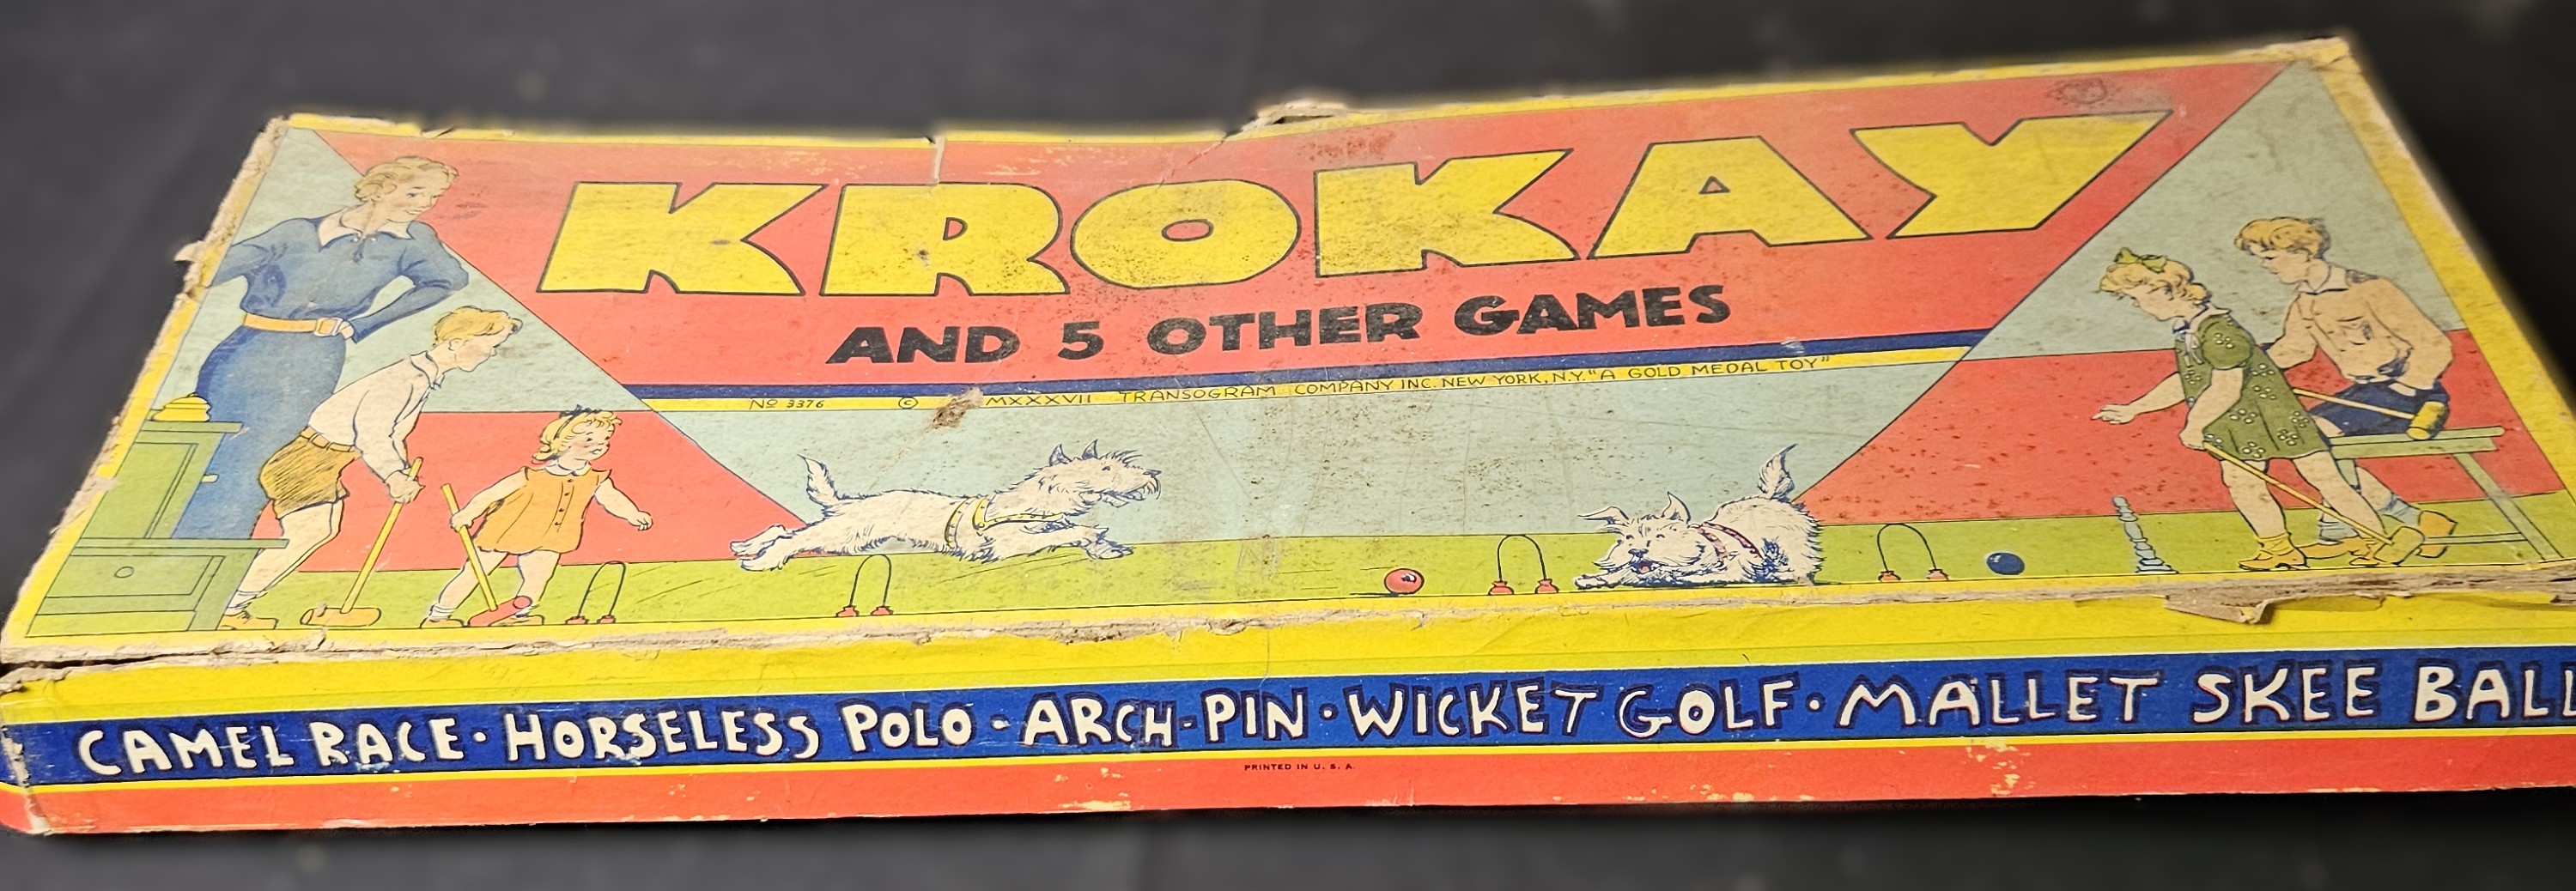 KROKAY
AND 5 OTHER GAMES
No 3376 © MXXXVII TRANSOGRAM COMPANY INC. NEW YORK, N.Y. "A GOLD MEDAL TOY"
CAMEL RACE · HORSELESS POLO - ARCH-PIN · WICKET GOLF · MALLET SKEE BALL
PRINTED IN U. S. A.